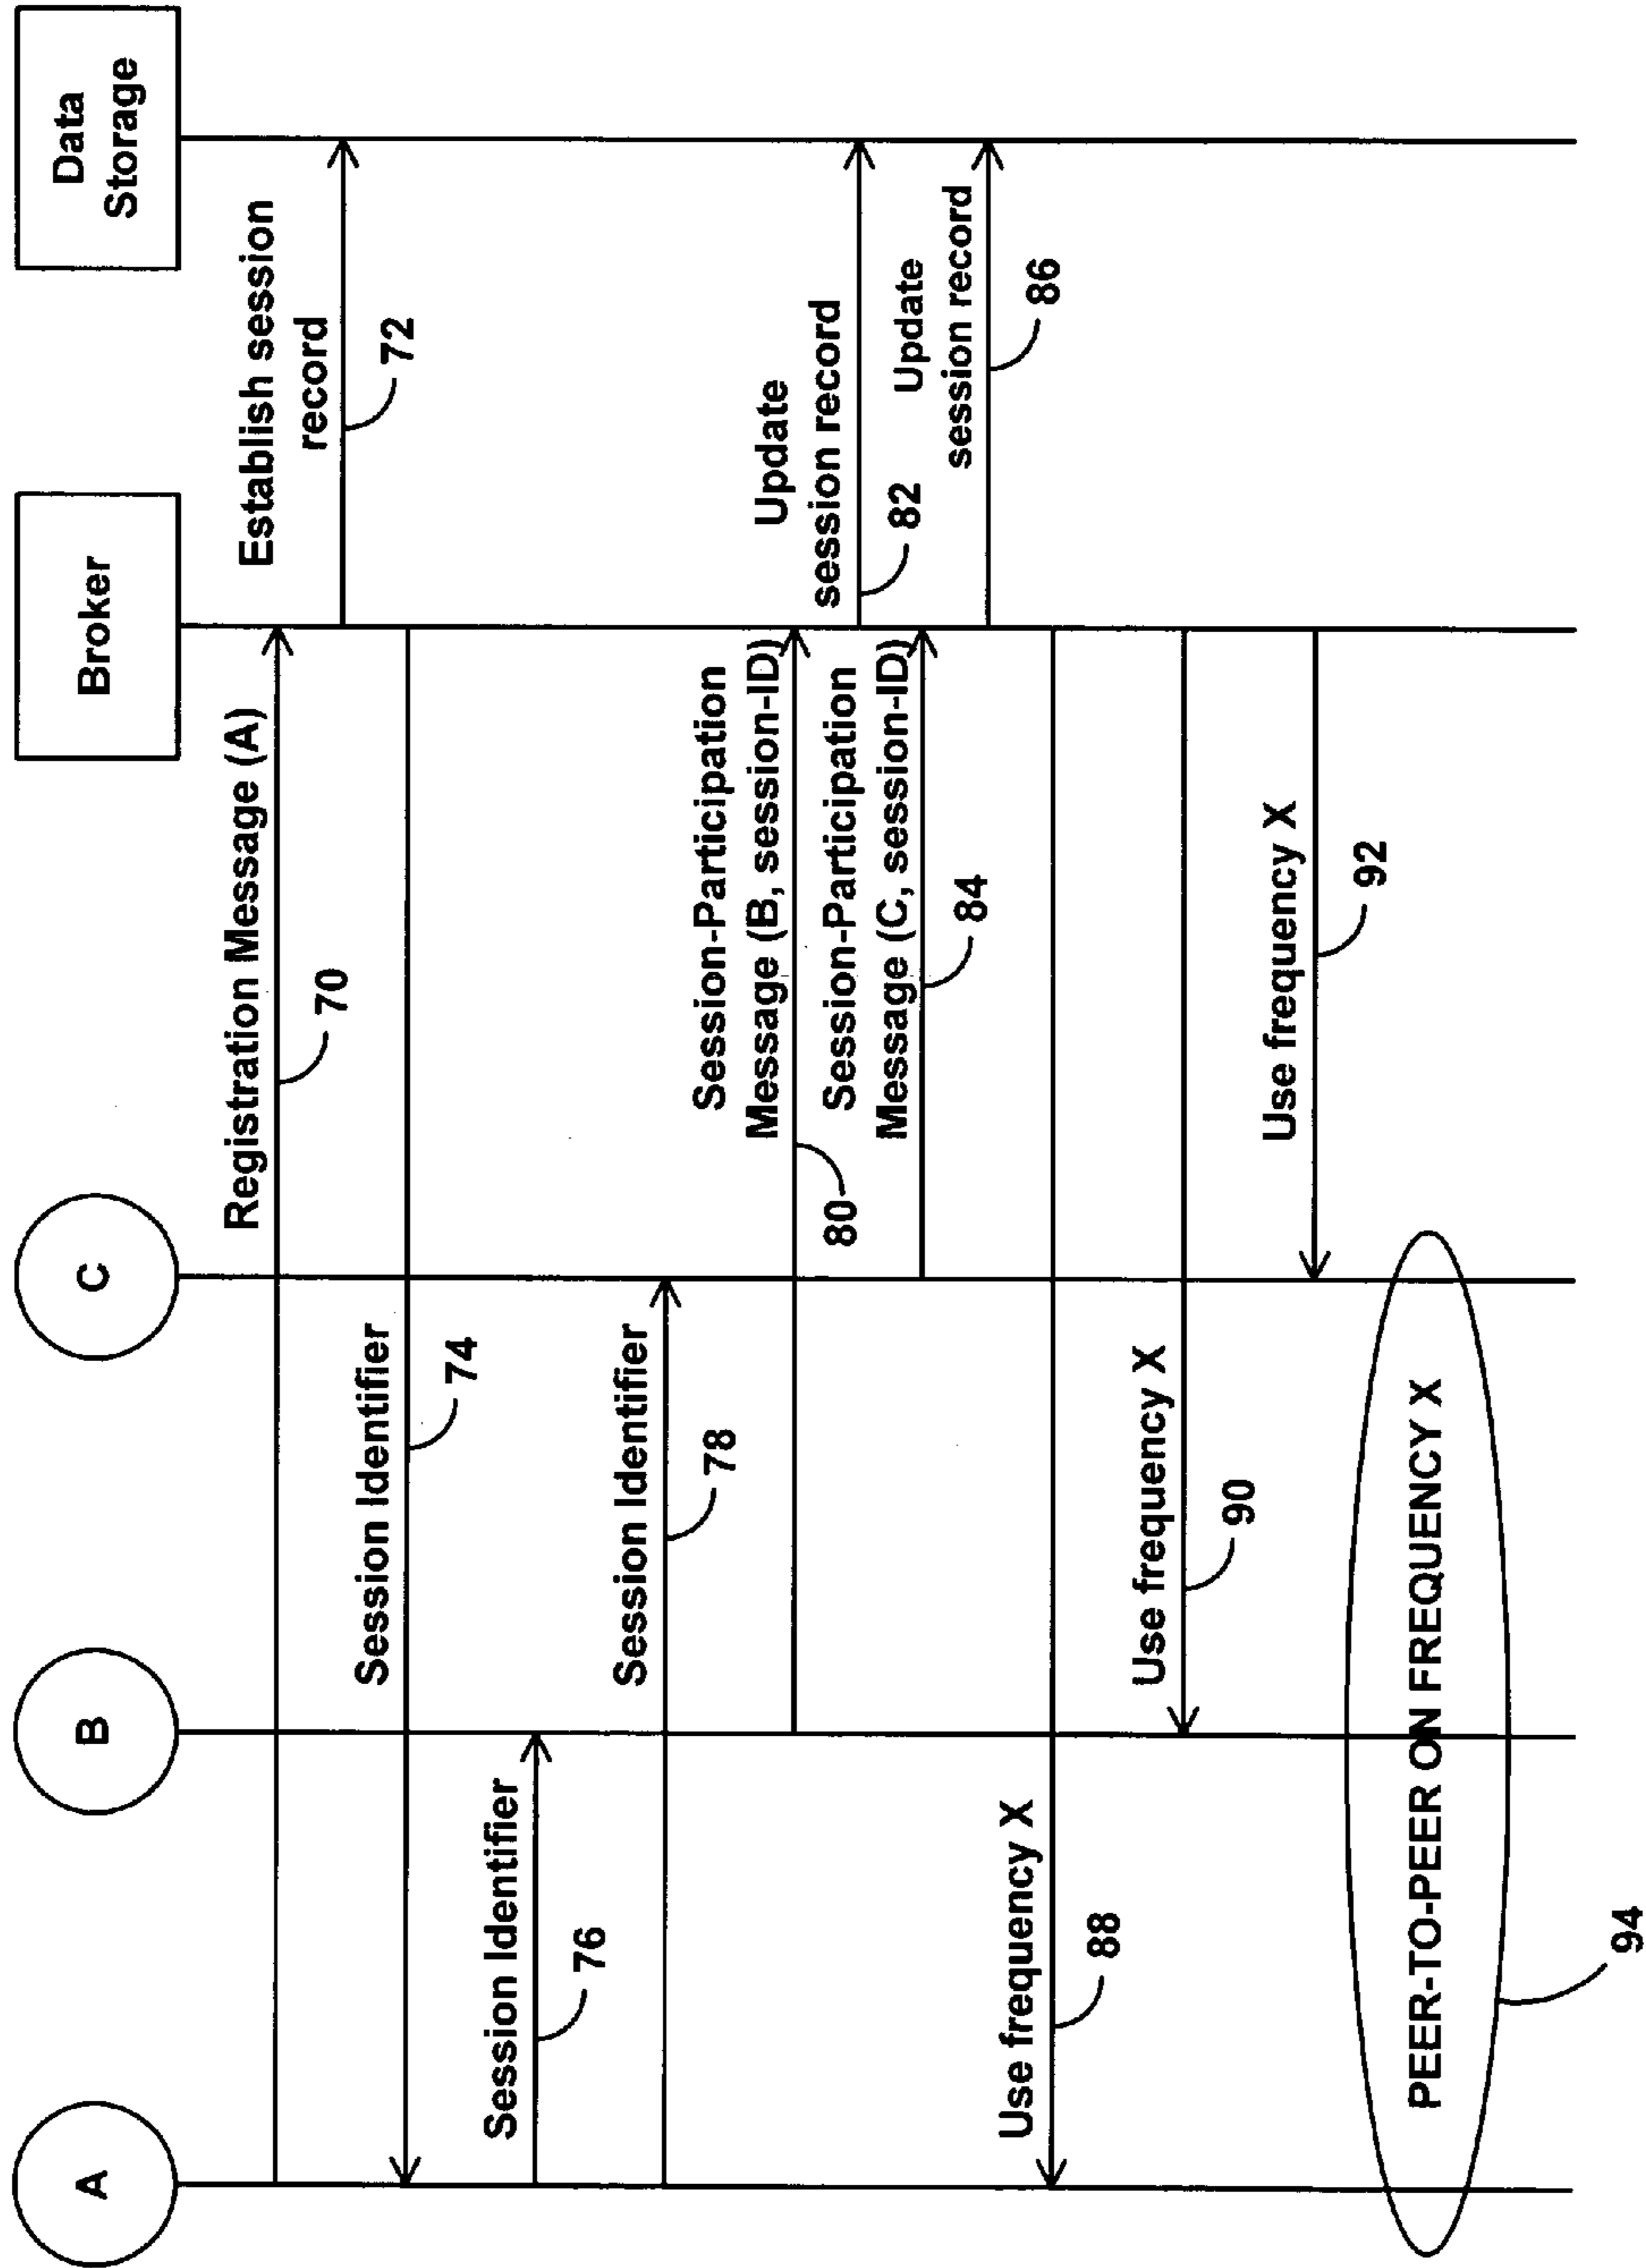 A
B
C
Broker
Data
Storage
Registration Message (A)
70
Establish session
record
72
Session Identifier
74
Session Identifier
76
Session Identifier
78
Session-Participation
Message (B, session-ID)
80
Update
session record
82
Session-Participation
Message (C, session-ID)
84
Update
session record
86
Use frequency X
88
Use frequency X
90
Use frequency X
92
PEER-TO-PEER ON FREQUENCY X
94